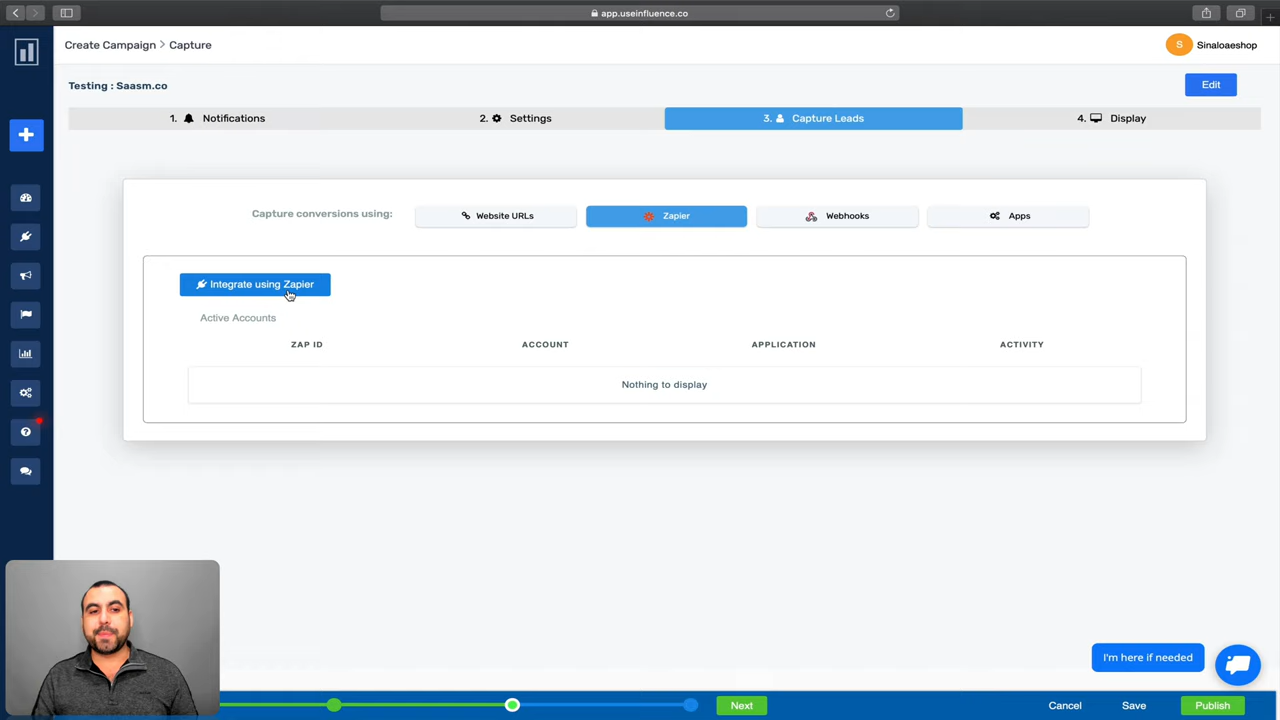 app.useinfluence.co
Create Campaign > Capture
S Sinaloaeshop
Testing : Saasm.co
Edit
1. Notifications
2. Settings
3. Capture Leads
4. Display
Capture conversions using:
Website URLs
Zapier
Webhooks
Apps
Integrate using Zapier
Active Accounts
ZAP ID
ACCOUNT
APPLICATION
ACTIVITY
Nothing to display
I'm here if needed
Next
Cancel
Save
Publish